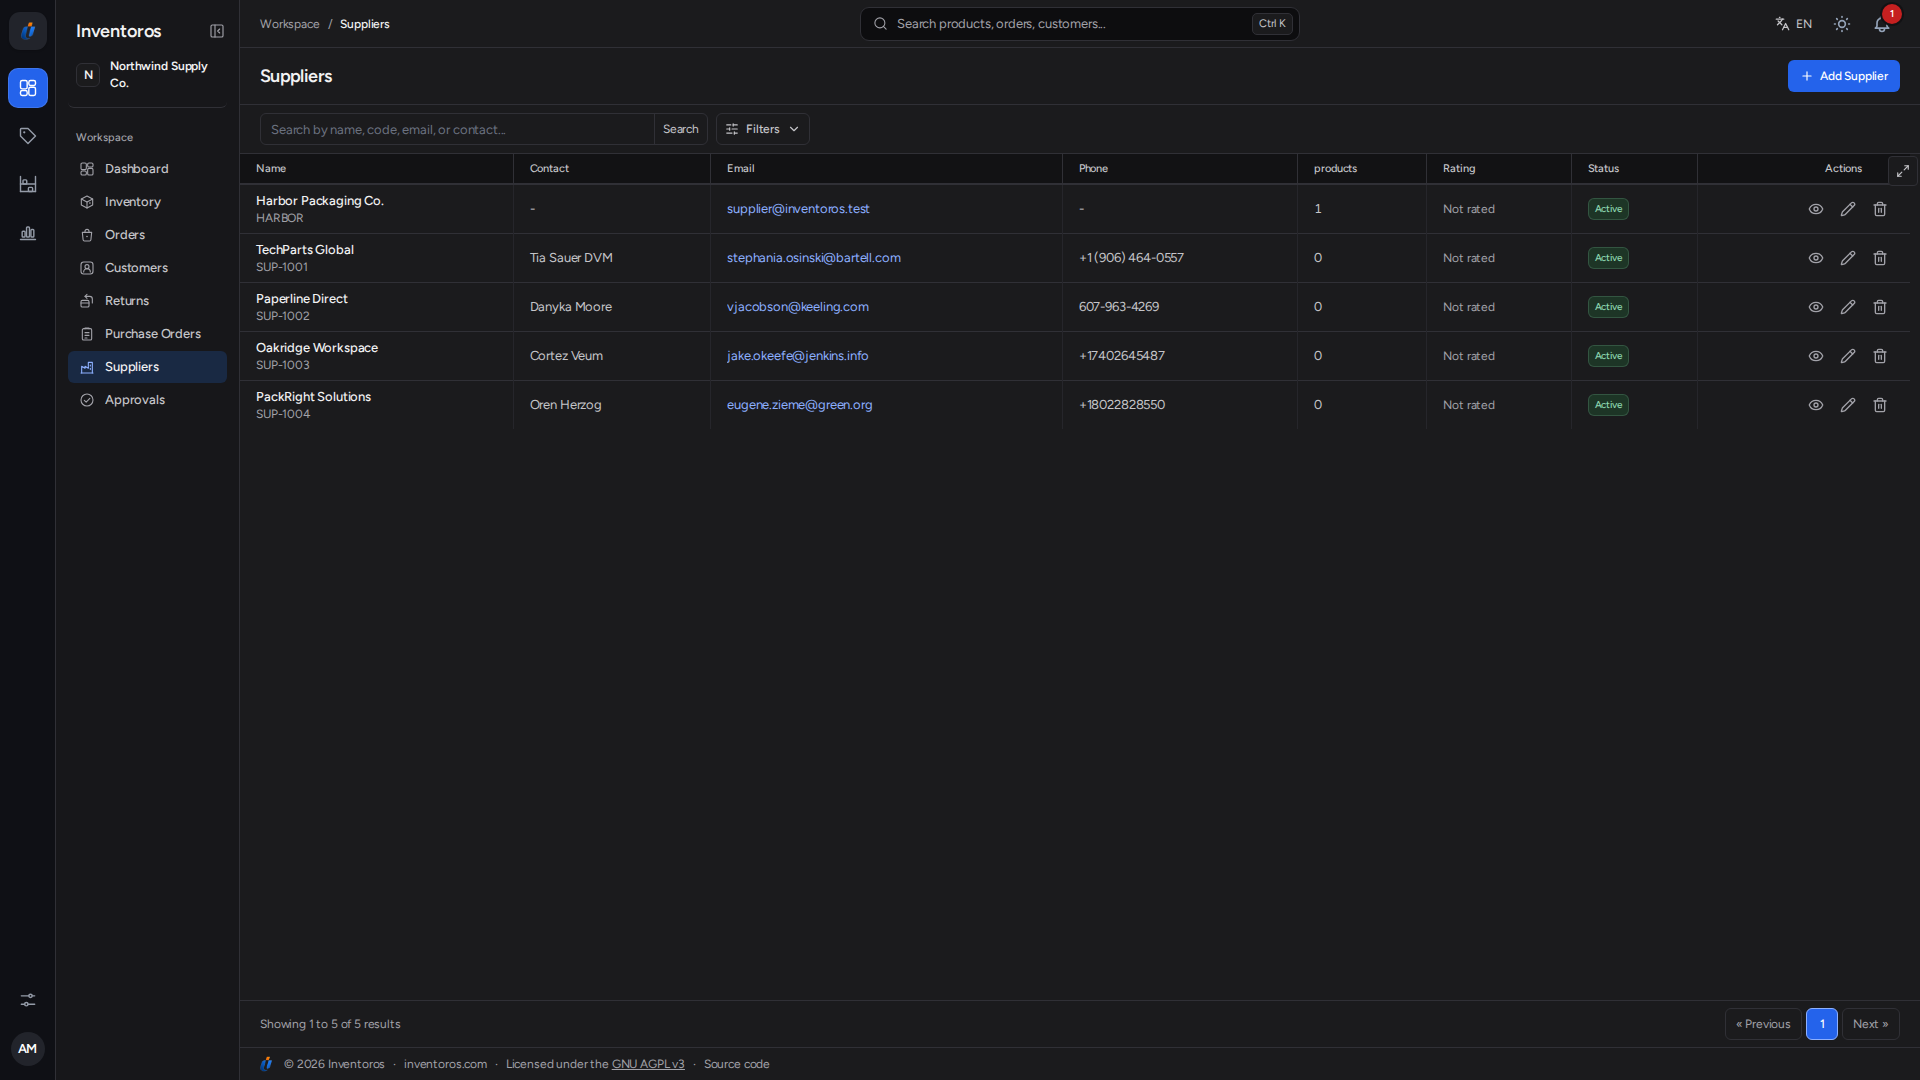 Inventoros
N
Northwind Supply
Co.
Workspace
Dashboard
Inventory
Orders
Customers
Returns
Purchase Orders
Suppliers
Approvals
AM
Workspace / Suppliers
Search products, orders, customers...
Ctrl K
EN
1
Suppliers
Add Supplier
Search by name, code, email, or contact...
Search
Filters
Name Contact Email Phone products Rating Status Actions
Harbor Packaging Co.
HARBOR
- supplier@inventoros.test - 1 Not rated Active
TechParts Global
SUP-1001
Tia Sauer DVM stephania.osinski@bartell.com +1 (906) 464-0557 0 Not rated Active
Paperline Direct
SUP-1002
Danyka Moore vjacobson@keeling.com 607-963-4269 0 Not rated Active
Oakridge Workspace
SUP-1003
Cortez Veum jake.okeefe@jenkins.info +17402645487 0 Not rated Active
PackRight Solutions
SUP-1004
Oren Herzog eugene.zieme@green.org +18022828550 0 Not rated Active
Showing 1 to 5 of 5 results
« Previous 1 Next »
© 2026 Inventoros · inventoros.com · Licensed under the GNU AGPL v3 · Source code